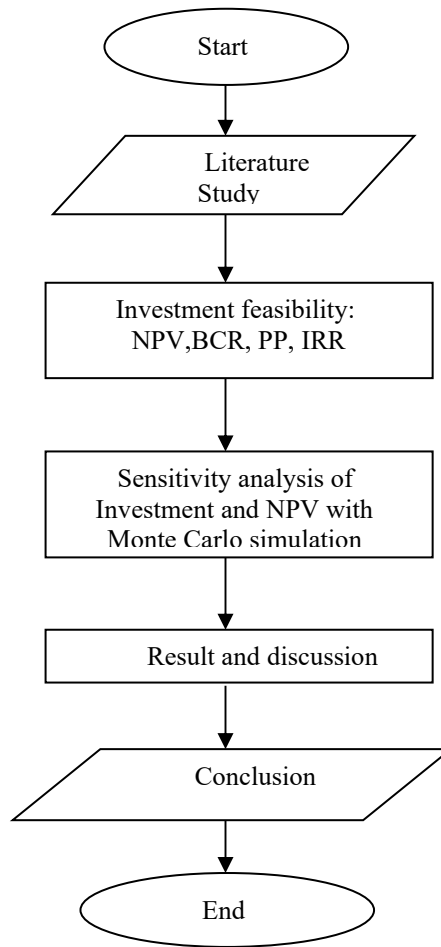 Start
Literature
Study
Investment feasibility:
NPV,BCR, PP, IRR
Sensitivity analysis of
Investment and NPV with
Monte Carlo simulation
Result and discussion
Conclusion
End